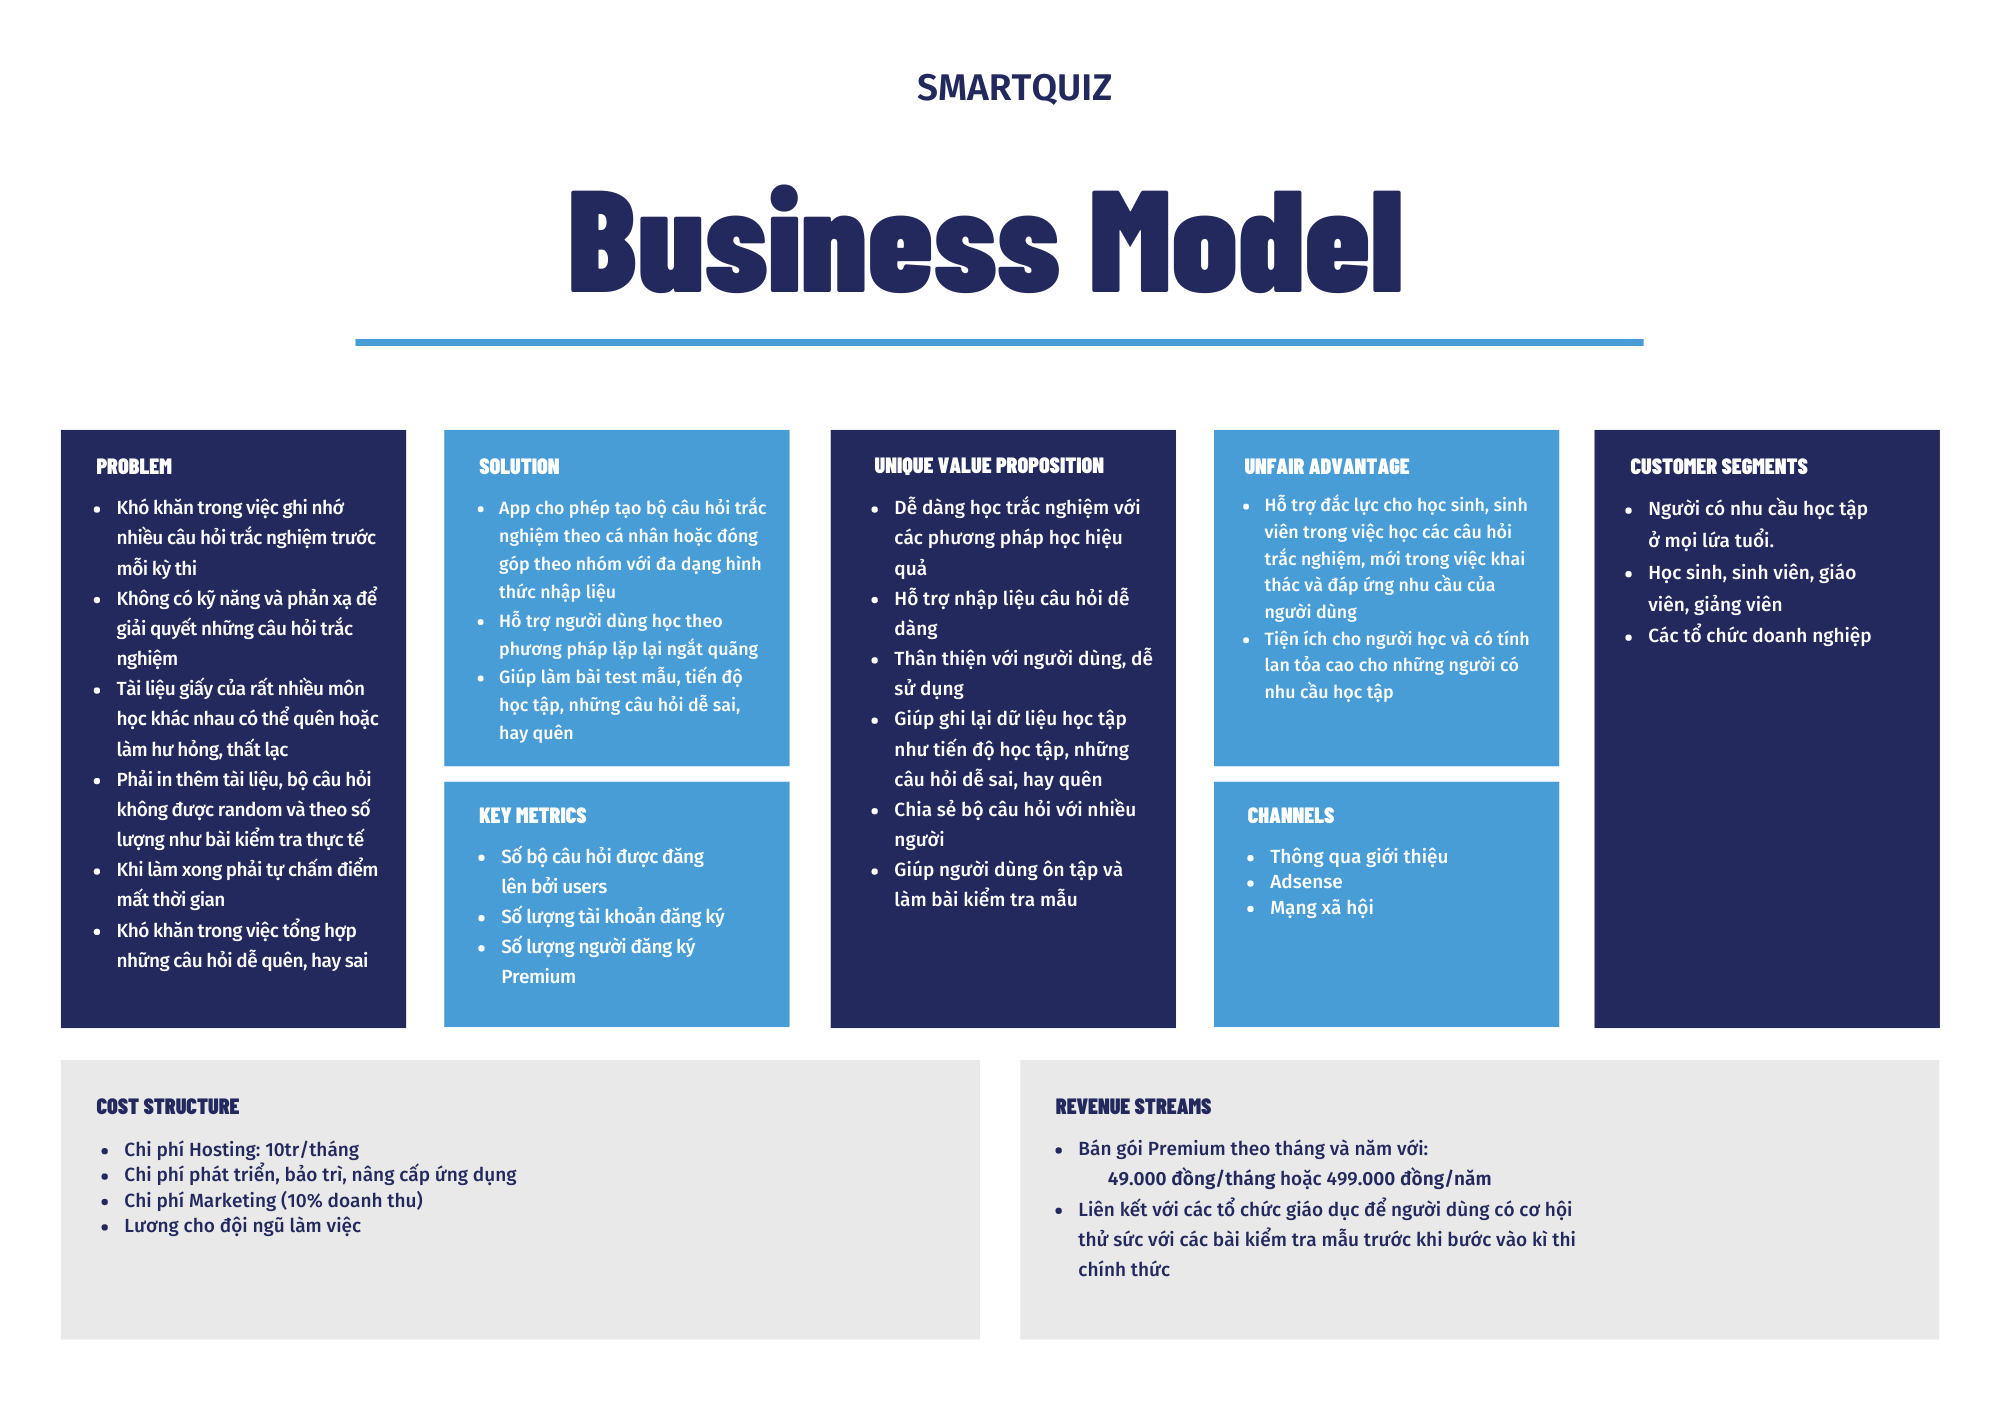 SMARTQUIZ
Business Model
PROBLEM
• Khó khăn trong việc ghi nhớ
nhiều câu hỏi trắc nghiệm trước
mỗi kỳ thi
• Không có kỹ năng và phản xạ để
giải quyết những câu hỏi trắc
nghiệm
• Tài liệu giấy của rất nhiều môn
học khác nhau có thể quên hoặc
làm hư hỏng, thất lạc
• Phải in thêm tài liệu, bộ câu hỏi
không được random và theo số
lượng như bài kiểm tra thực tế
• Khi làm xong phải tự chấm điểm
mất thời gian
• Khó khăn trong việc tổng hợp
những câu hỏi dễ quên, hay sai
SOLUTION
• App cho phép tạo bộ câu hỏi trắc
nghiệm theo cá nhân hoặc đóng
góp theo nhóm với đa dạng hình
thức nhập liệu
• Hỗ trợ người dùng học theo
phương pháp lặp lại ngắt quãng
• Giúp làm bài test mẫu, tiến độ
học tập, những câu hỏi dễ sai,
hay quên
KEY METRICS
• Số bộ câu hỏi được đăng
lên bởi users
• Số lượng tài khoản đăng ký
• Số lượng người đăng ký
Premium
UNIQUE VALUE PROPOSITION
• Dễ dàng học trắc nghiệm với
các phương pháp học hiệu
quả
• Hỗ trợ nhập liệu câu hỏi dễ
dàng
• Thân thiện với người dùng, dễ
sử dụng
• Giúp ghi lại dữ liệu học tập
như tiến độ học tập, những
câu hỏi dễ sai, hay quên
• Chia sẻ bộ câu hỏi với nhiều
người
• Giúp người dùng ôn tập và
làm bài kiểm tra mẫu
UNFAIR ADVANTAGE
• Hỗ trợ đắc lực cho học sinh, sinh
viên trong việc học các câu hỏi
trắc nghiệm, mới trong việc khai
thác và đáp ứng nhu cầu của
người dùng
• Tiện ích cho người học và có tính
lan tỏa cao cho những người có
nhu cầu học tập
CHANNELS
• Thông qua giới thiệu
• Adsense
• Mạng xã hội
CUSTOMER SEGMENTS
• Người có nhu cầu học tập
ở mọi lứa tuổi.
• Học sinh, sinh viên, giáo
viên, giảng viên
• Các tổ chức doanh nghiệp
COST STRUCTURE
• Chi phí Hosting: 10tr/tháng
• Chi phí phát triển, bảo trì, nâng cấp ứng dụng
• Chi phí Marketing (10% doanh thu)
• Lương cho đội ngũ làm việc
REVENUE STREAMS
• Bán gói Premium theo tháng và năm với:
49.000 đồng/tháng hoặc 499.000 đồng/năm
• Liên kết với các tổ chức giáo dục để người dùng có cơ hội
thử sức với các bài kiểm tra mẫu trước khi bước vào kì thi
chính thức